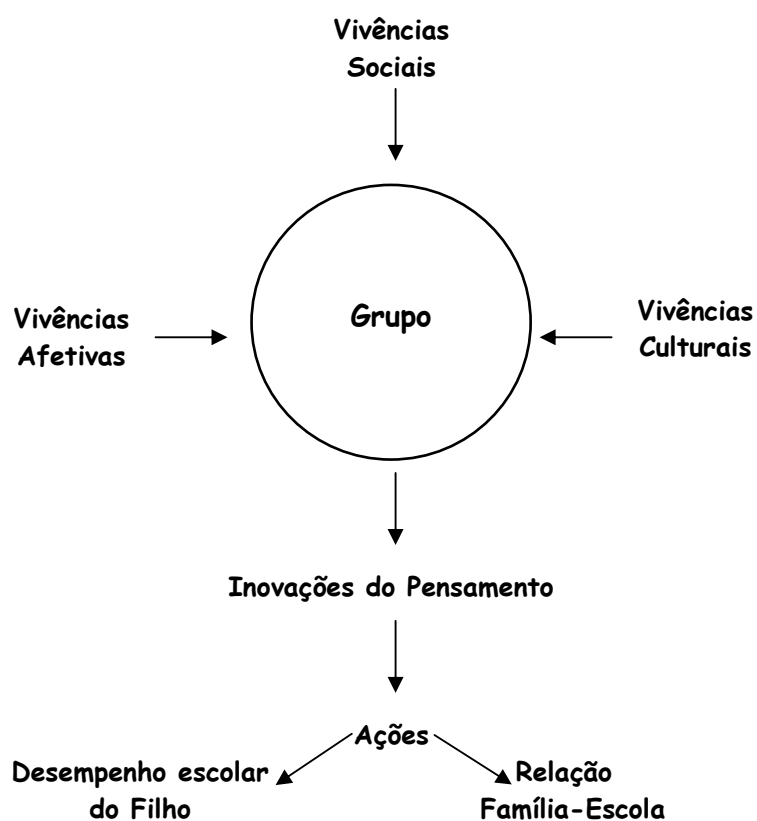 Vivências
Sociais
Grupo
Vivências
Afetivas
Vivências
Culturais
Inovações do Pensamento
Ações
Desempenho escolar
do Filho
Relação
Família-Escola